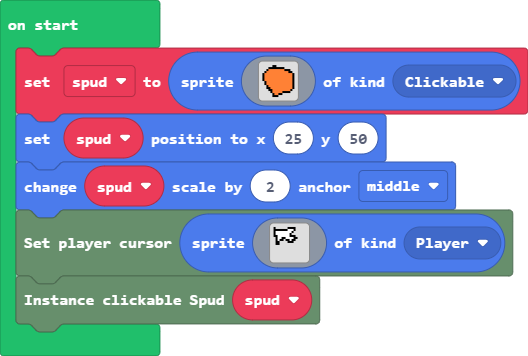 on start
set spud to sprite of kind Clickable
set spud position to x 25 y 50
change spud scale by 2 anchor middle
Set player cursor sprite of kind Player
Instance clickable Spud spud